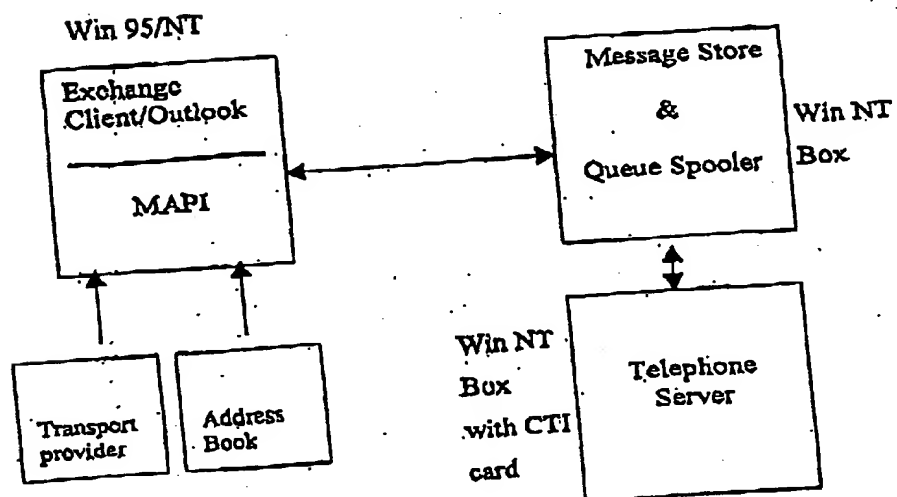 Win 95/NT
Exchange
Client/Outlook
MAPI
Transport
provider
Address
Book
Message Store
&
Queue Spooler
Win NT
Box
Win NT
Box
with CTI
card
Telephone
Server